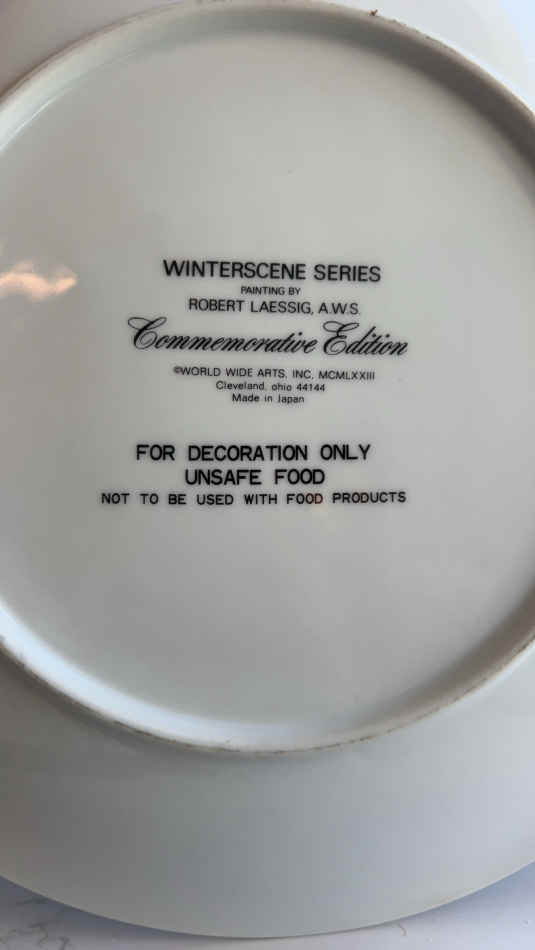 WINTERSCENE SERIES
PAINTING BY
ROBERT LAESSIG, A.W.S.
Commemorative Edition
©WORLD WIDE ARTS, INC. MCMLXXIII
Cleveland, ohio 44144
Made in Japan
FOR DECORATION ONLY
UNSAFE FOOD
NOT TO BE USED WITH FOOD PRODUCTS